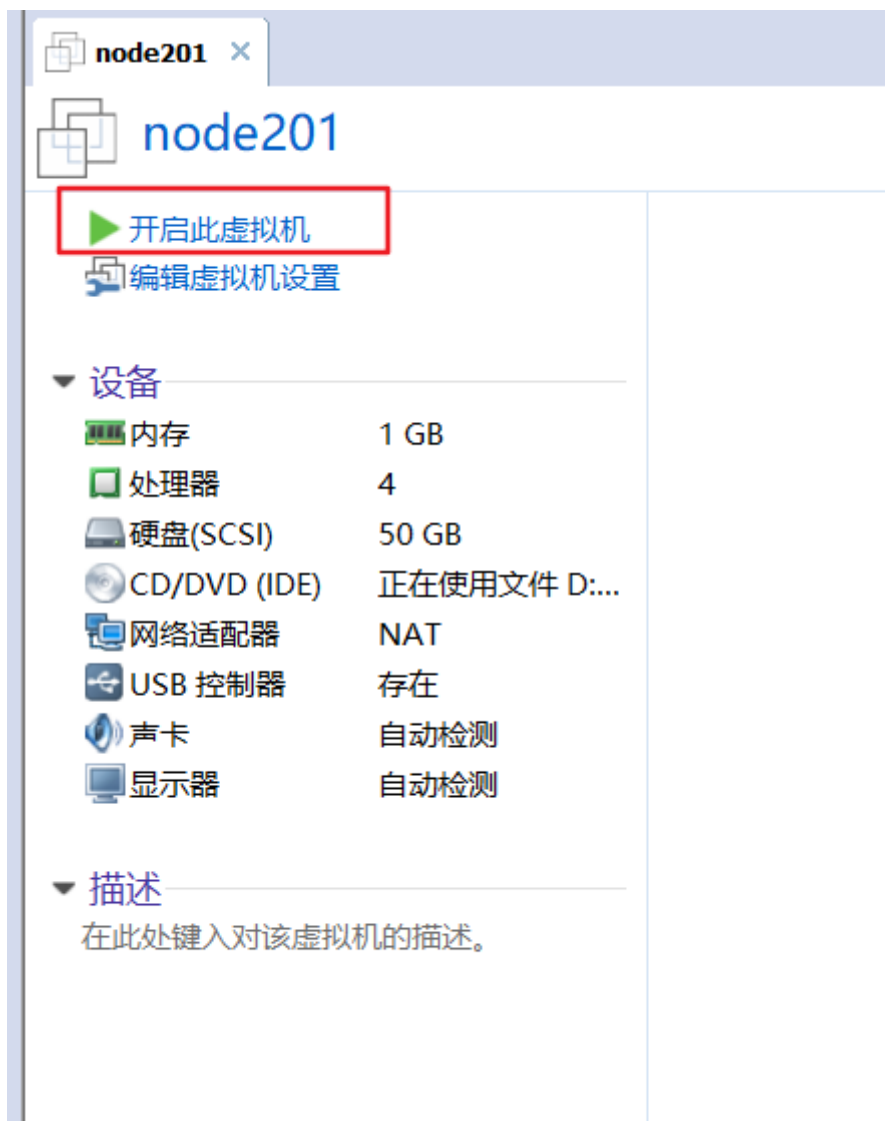 node201
node201
开启此虚拟机
编辑虚拟机设置
设备
内存 1 GB
处理器 4
硬盘(SCSI) 50 GB
CD/DVD (IDE) 正在使用文件 D:...
网络适配器 NAT
USB 控制器 存在
声卡 自动检测
显示器 自动检测
描述
在此处键入对该虚拟机的描述。